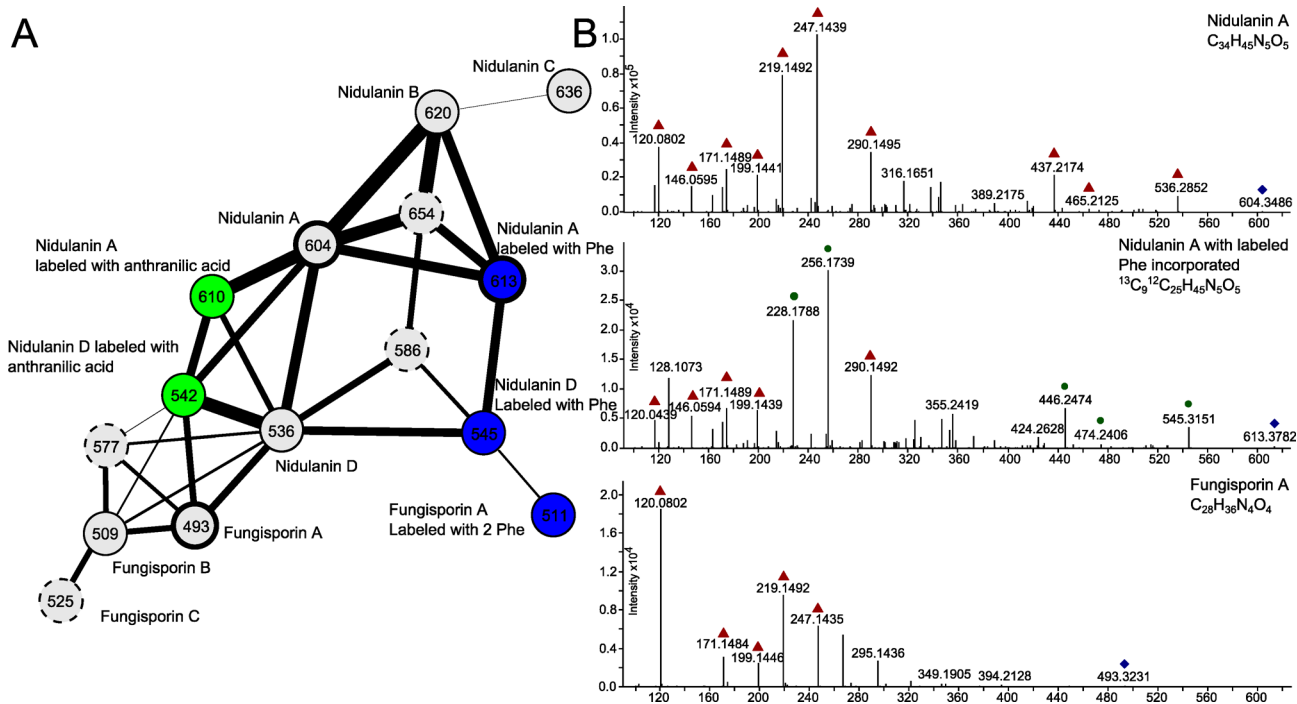 A
Nidulanin C
636
Nidulanin B
620
654
Nidulanin A
604
Nidulanin A
labeled with Phe
613
Nidulanin A
labeled with anthranilic acid
610
586
Nidulanin D labeled with
anthranilic acid
542
Nidulanin D
Labeled with Phe
545
577
536
Nidulanin D
Fungisporin A
Labeled with 2 Phe
511
509
493
Fungisporin A
Fungisporin B
525
Fungisporin C
B
Nidulanin A
C34H45N5O5
Intensity x10^5
1.0
0.8
0.6
0.4
0.2
0.0
120.0802
146.0595
171.1489
199.1441
219.1492
247.1439
290.1495
316.1651
389.2175
437.2174
465.2125
536.2852
604.3486
120 160 200 240 280 320 360 400 440 480 520 560 600
Nidulanin A with labeled
Phe incorporated
13C9 12C25H45N5O5
Intensity x10^4
3.0
2.5
2.0
1.5
1.0
0.5
0.0
120.0439
128.1073
146.0594
171.1489
199.1439
228.1788
256.1739
290.1492
355.2419
424.2628
446.2474
474.2406
545.3151
613.3782
120 160 200 240 280 320 360 400 440 480 520 560 600
Fungisporin A
C28H36N4O4
Intensity x10^4
2.0
1.6
1.2
0.8
0.4
0.0
120.0802
171.1484
199.1446
219.1492
247.1435
295.1436
349.1905
394.2128
493.3231
120 160 200 240 280 320 360 400 440 480 520 560 600